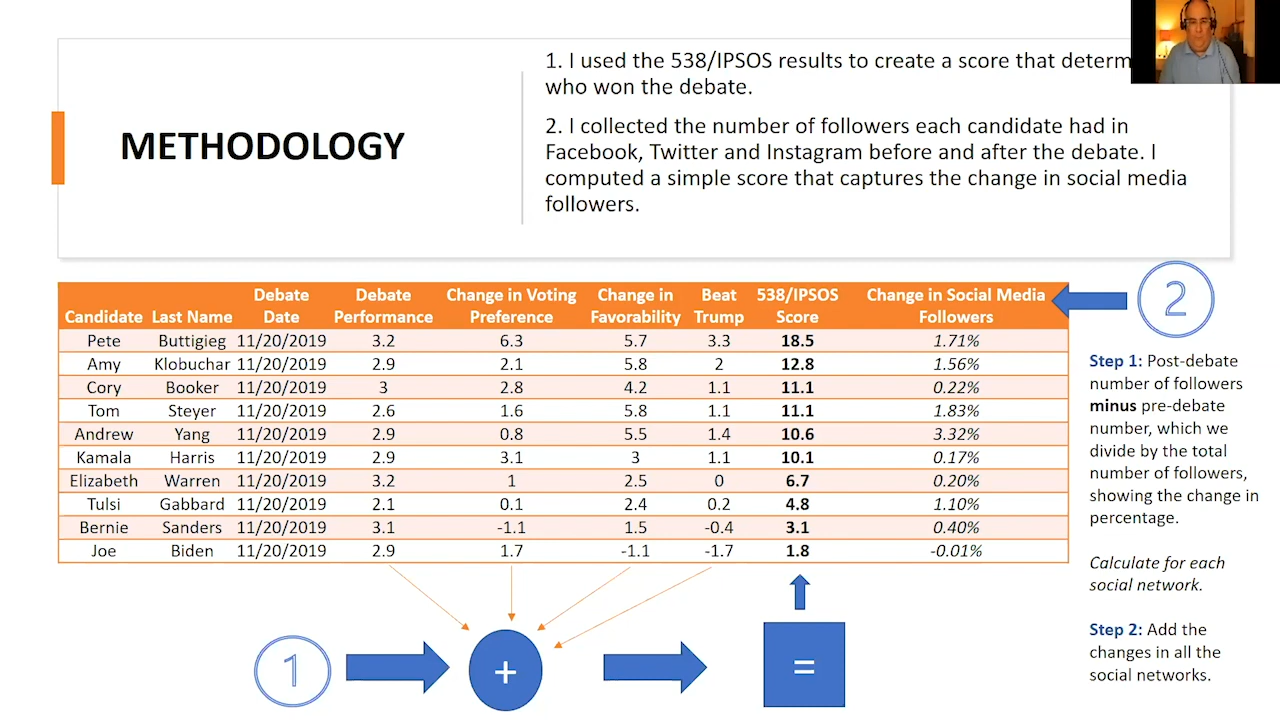 METHODOLOGY
1. I used the 538/IPSOS results to create a score that
who won the debate.
2. I collected the number of followers each candidate had in
Facebook, Twitter and Instagram before and after the debate. I
computed a simple score that captures the change in social media
followers.
Candidate Last Name Debate Date Debate Performance Change in Voting Preference Change in Favorability Beat Trump 538/IPSOS Score Change in Social Media Followers
Pete Buttigieg 11/20/2019 3.2 6.3 5.7 3.3 18.5 1.71%
Amy Klobuchar 11/20/2019 2.9 2.1 5.8 2 12.8 1.56%
Cory Booker 11/20/2019 3 2.8 4.2 1.1 11.1 0.22%
Tom Steyer 11/20/2019 2.6 1.6 5.8 1.1 11.1 1.83%
Andrew Yang 11/20/2019 2.9 0.8 5.5 1.4 10.6 3.32%
Kamala Harris 11/20/2019 2.9 3.1 3 1.1 10.1 0.17%
Elizabeth Warren 11/20/2019 3.2 1 2.5 0 6.7 0.20%
Tulsi Gabbard 11/20/2019 2.1 0.1 2.4 0.2 4.8 1.10%
Bernie Sanders 11/20/2019 3.1 -1.1 1.5 -0.4 3.1 0.40%
Joe Biden 11/20/2019 2.9 1.7 -1.1 -1.7 1.8 -0.01%
2
Step 1: Post-debate
number of followers
minus pre-debate
number, which we
divide by the total
number of followers,
showing the change in
percentage.
Calculate for each
social network.
Step 2: Add the
changes in all the
social networks.
1
+
=